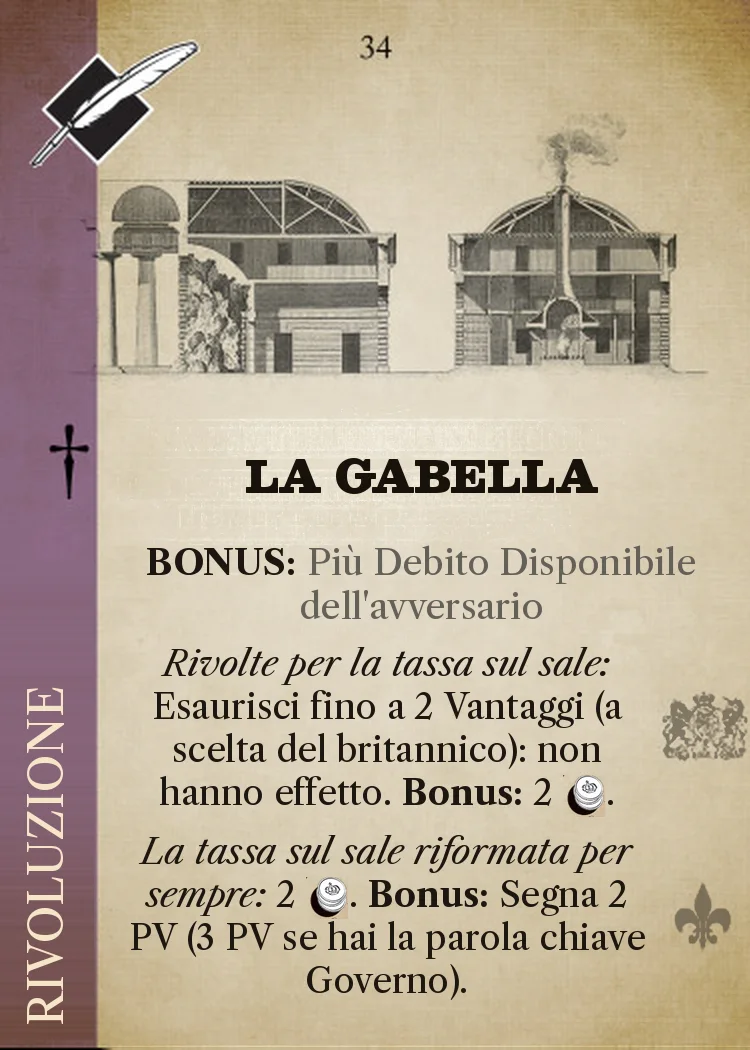 34
LA GABELLA
BONUS: Più Debito Disponibile
dell'avversario
Rivolte per la tassa sul sale:
Esaurisci fino a 2 Vantaggi (a
scelta del britannico): non
hanno effetto. Bonus: 2 .
La tassa sul sale riformata per
sempre: 2 . Bonus: Segna 2
PV (3 PV se hai la parola chiave
Governo).
RIVOLUZIONE